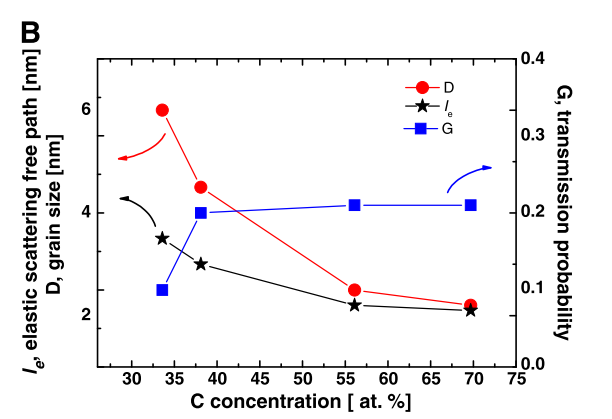 B
l_e, elastic scattering free path [nm]
D, grain size [nm]
6
4
2
0.4
0.3
0.2
0.1
0.0
G, transmission probability
D
l_e
G
30 35 40 45 50 55 60 65 70 75
C concentration [ at. %]